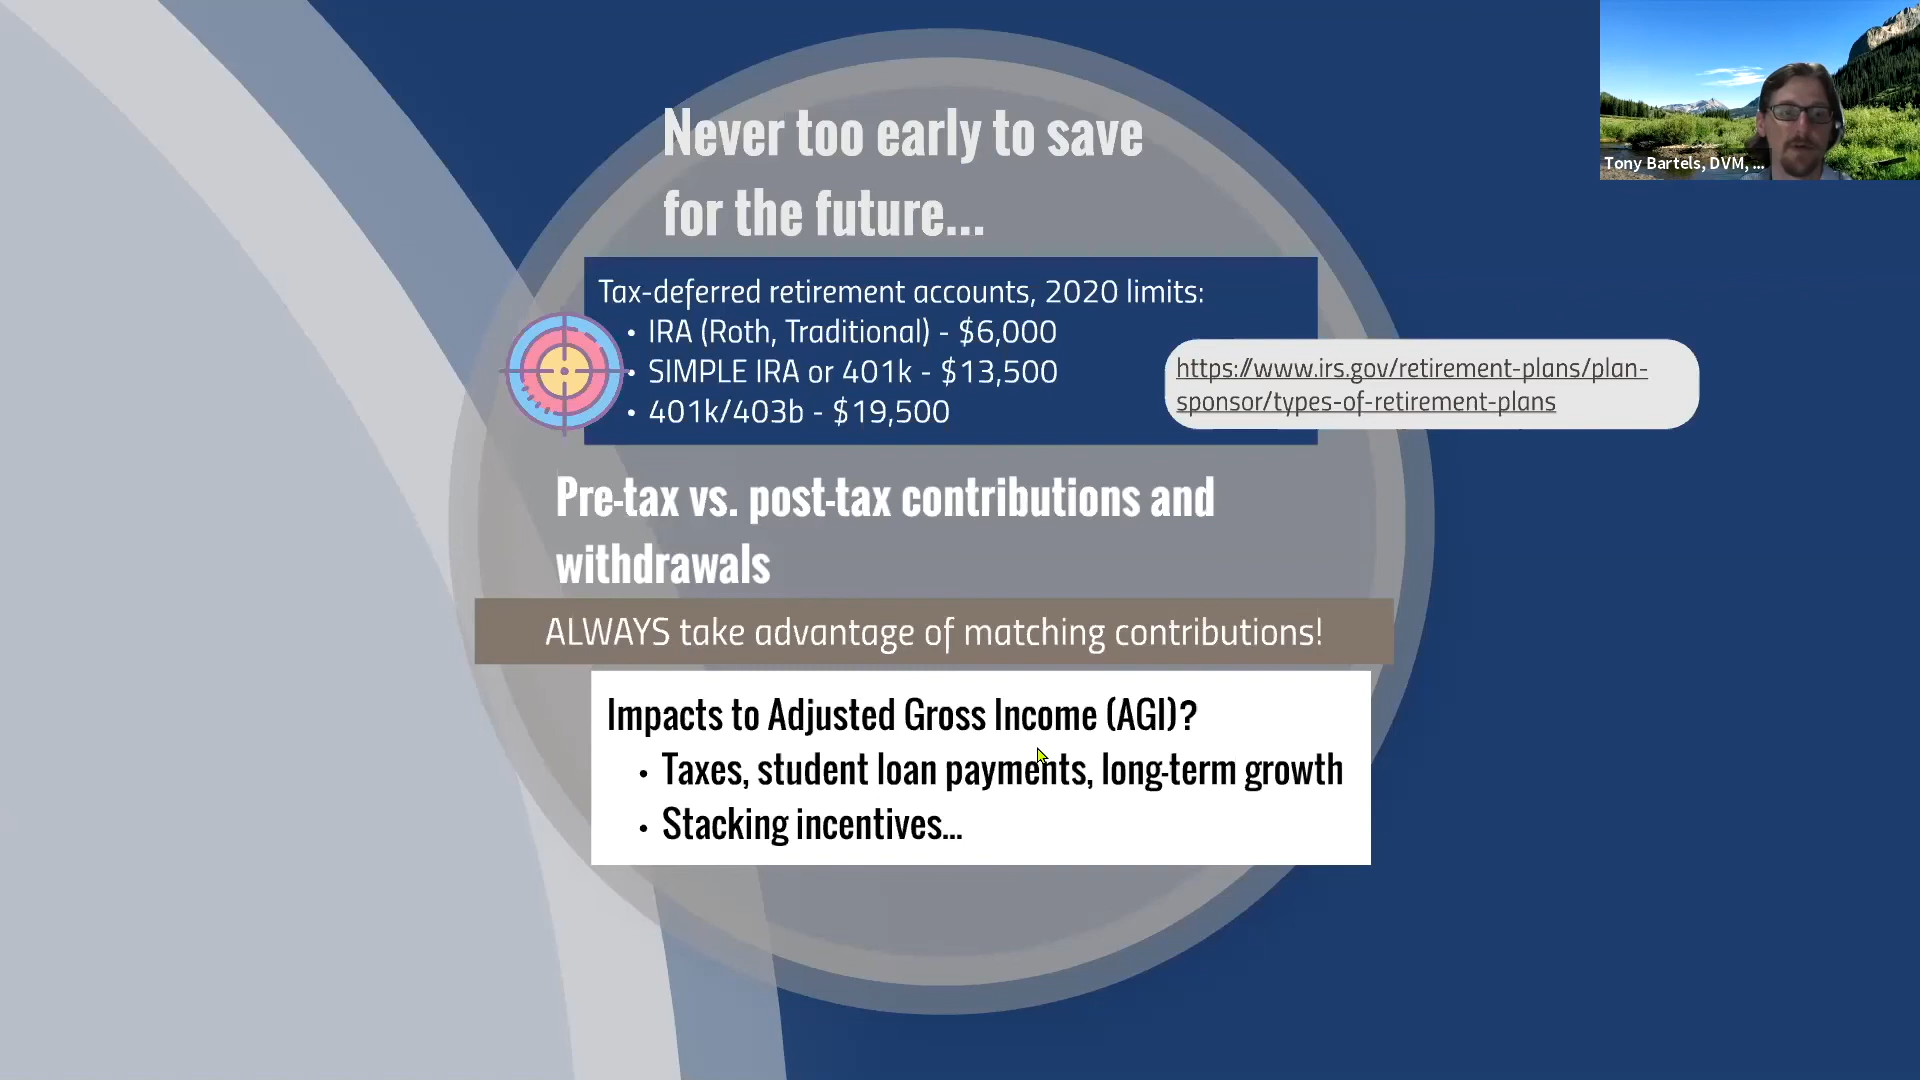 Never too early to save
for the future...
Tax-deferred retirement accounts, 2020 limits:
• IRA (Roth, Traditional) - $6,000
• SIMPLE IRA or 401k - $13,500
• 401k/403b - $19,500
https://www.irs.gov/retirement-plans/plan-
sponsor/types-of-retirement-plans
Pre-tax vs. post-tax contributions and
withdrawals
ALWAYS take advantage of matching contributions!
Impacts to Adjusted Gross Income (AGI)?
• Taxes, student loan payments, long-term growth
• Stacking incentives...
Tony Bartels, DVM, ...